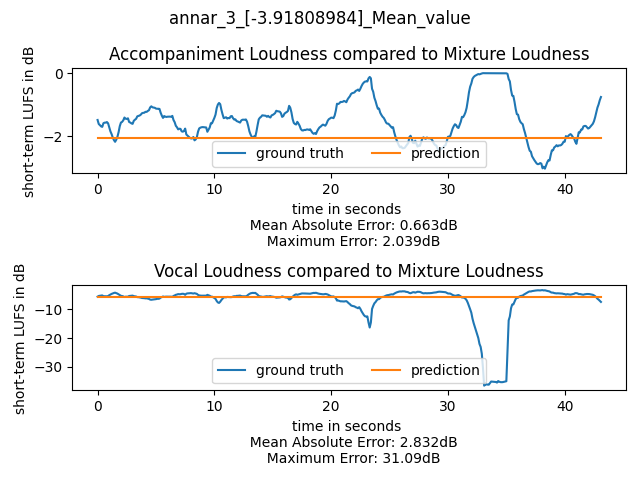 annar_3_[-3.91808984]_Mean_value
Accompaniment Loudness compared to Mixture Loudness
short-term LUFS in dB
0
−2
ground truth prediction
0 10 20 30 40
time in seconds
Mean Absolute Error: 0.663dB
Maximum Error: 2.039dB
Vocal Loudness compared to Mixture Loudness
short-term LUFS in dB
−10
−20
−30
ground truth prediction
0 10 20 30 40
time in seconds
Mean Absolute Error: 2.832dB
Maximum Error: 31.09dB